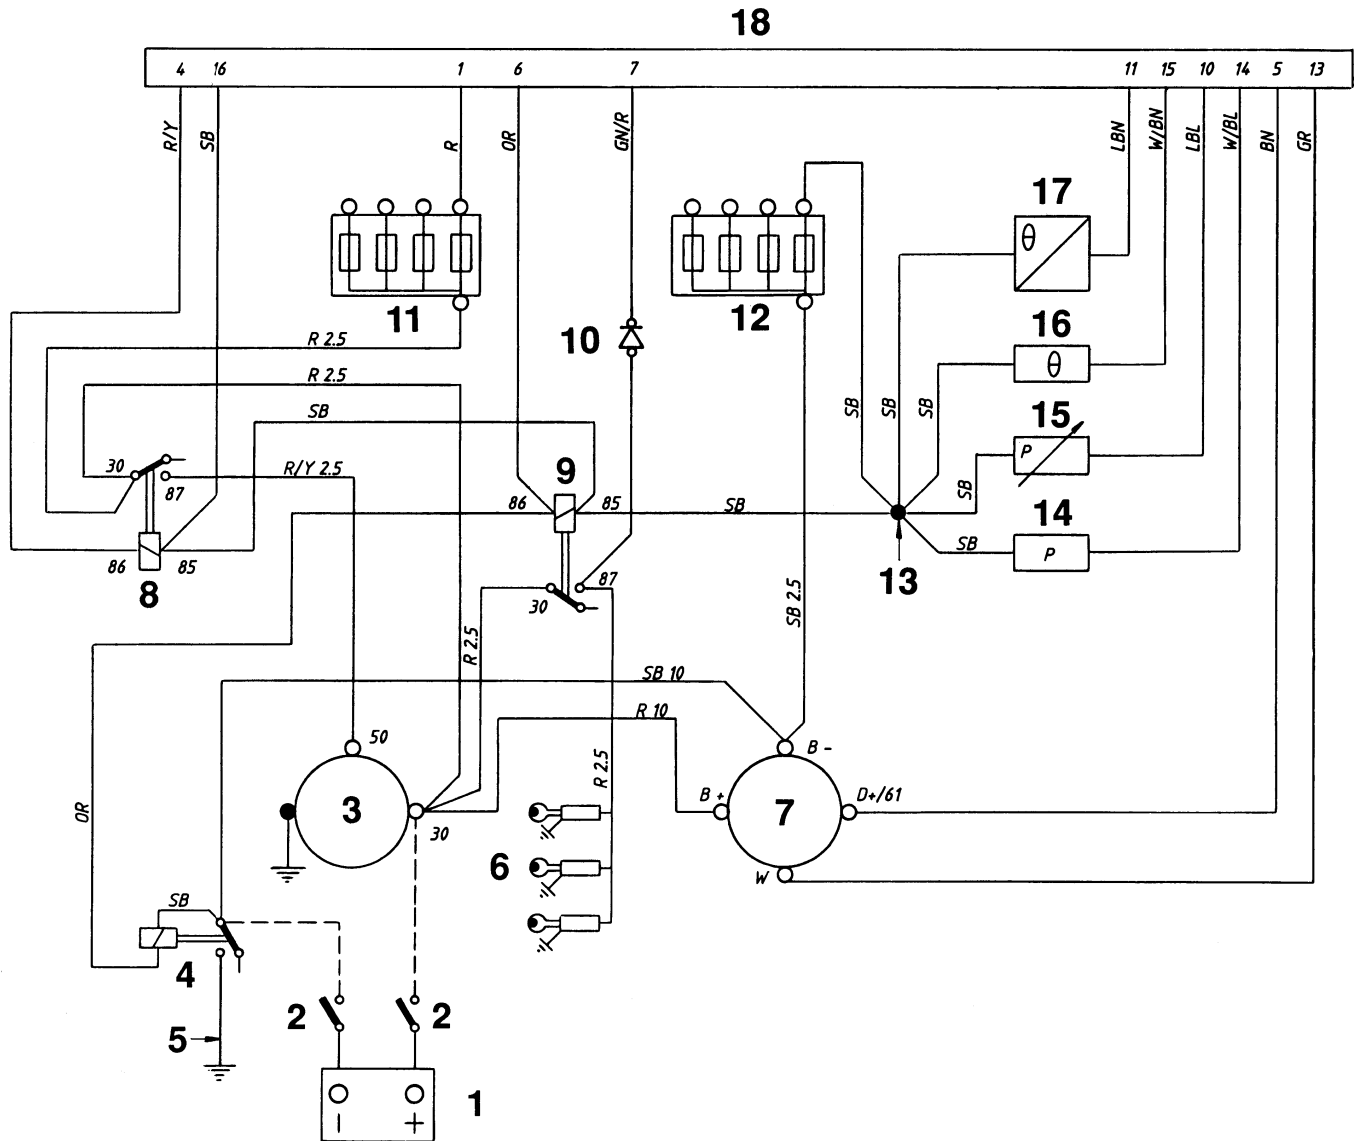 18
4 16 1 6 7 11 15 10 14 5 13
R/Y SB R OR GN/R LBN W/BN LBL W/BL BN GR
17
θ
11 12
10
16
θ
R 2.5
R 2.5
SB
SB SB SB
15
P
30
R/Y 2.5
87
9
86 85
SB
SB
14
P
SB
86 85
8
13
87
30
SB 2.5
R 2.5
SB 10
R 10
50
B -
R 2.5
OR
3
30
B +
7
D+/61
6
W
SB
4
2 2
5
1
− +